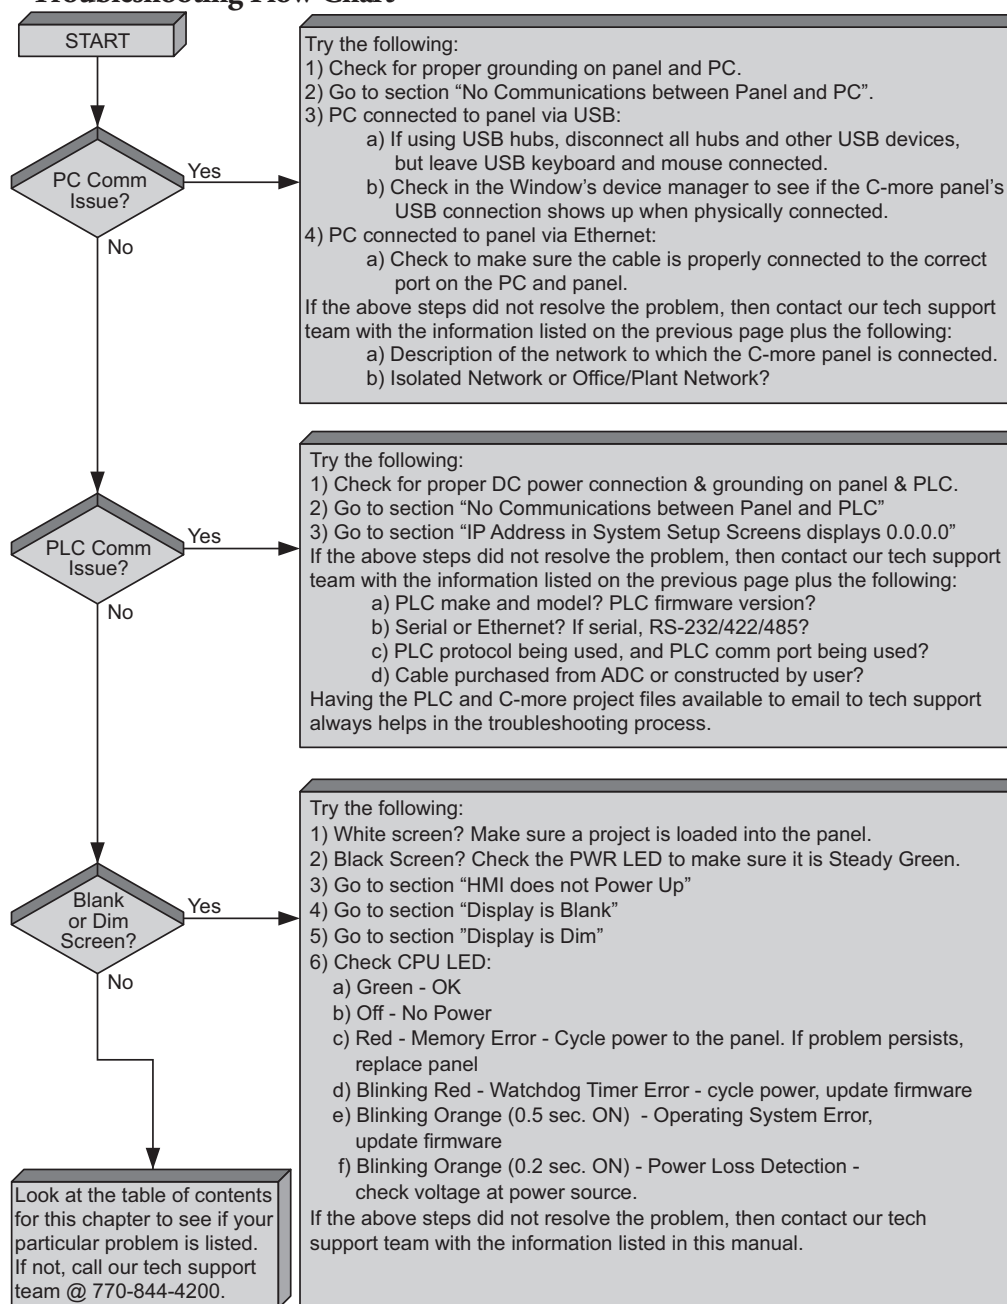 Troubleshooting Flow Chart
START
Try the following:
1) Check for proper grounding on panel and PC.
2) Go to section “No Communications between Panel and PC”.
3) PC connected to panel via USB:
a) If using USB hubs, disconnect all hubs and other USB devices,
but leave USB keyboard and mouse connected.
b) Check in the Window’s device manager to see if the C-more panel’s
USB connection shows up when physically connected.
4) PC connected to panel via Ethernet:
a) Check to make sure the cable is properly connected to the correct
port on the PC and panel.
If the above steps did not resolve the problem, then contact our tech support
team with the information listed on the previous page plus the following:
a) Description of the network to which the C-more panel is connected.
b) Isolated Network or Office/Plant Network?
PC Comm
Issue?
Yes
No
Try the following:
1) Check for proper DC power connection & grounding on panel & PLC.
2) Go to section “No Communications between Panel and PLC”
3) Go to section “IP Address in System Setup Screens displays 0.0.0.0”
If the above steps did not resolve the problem, then contact our tech support
team with the information listed on the previous page plus the following:
a) PLC make and model? PLC firmware version?
b) Serial or Ethernet? If serial, RS-232/422/485?
c) PLC protocol being used, and PLC comm port being used?
d) Cable purchased from ADC or constructed by user?
Having the PLC and C-more project files available to email to tech support
always helps in the troubleshooting process.
PLC Comm
Issue?
Yes
No
Try the following:
1) White screen? Make sure a project is loaded into the panel.
2) Black Screen? Check the PWR LED to make sure it is Steady Green.
3) Go to section “HMI does not Power Up”
4) Go to section “Display is Blank”
5) Go to section ”Display is Dim”
6) Check CPU LED:
a) Green - OK
b) Off - No Power
c) Red - Memory Error - Cycle power to the panel. If problem persists,
replace panel
d) Blinking Red - Watchdog Timer Error - cycle power, update firmware
e) Blinking Orange (0.5 sec. ON) - Operating System Error,
update firmware
f) Blinking Orange (0.2 sec. ON) - Power Loss Detection -
check voltage at power source.
If the above steps did not resolve the problem, then contact our tech
support team with the information listed in this manual.
Blank
or Dim
Screen?
Yes
No
Look at the table of contents
for this chapter to see if your
particular problem is listed.
If not, call our tech support
team @ 770-844-4200.